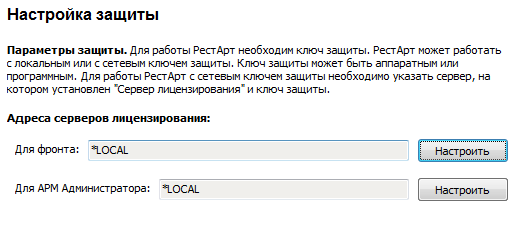 Настройка защиты
Параметры защиты. Для работы РестАрт необходим ключ защиты. РестАрт может работать
с локальным или с сетевым ключем защиты. Ключ защиты может быть аппаратным или
программным. Для работы РестАрт с сетевым ключем защиты необходимо указать сервер, на
котором установлен "Сервер лицензирования" и ключ защиты.
Адреса серверов лицензирования:
Для фронта: *LOCAL Настроить
Для АРМ Администратора: *LOCAL Настроить